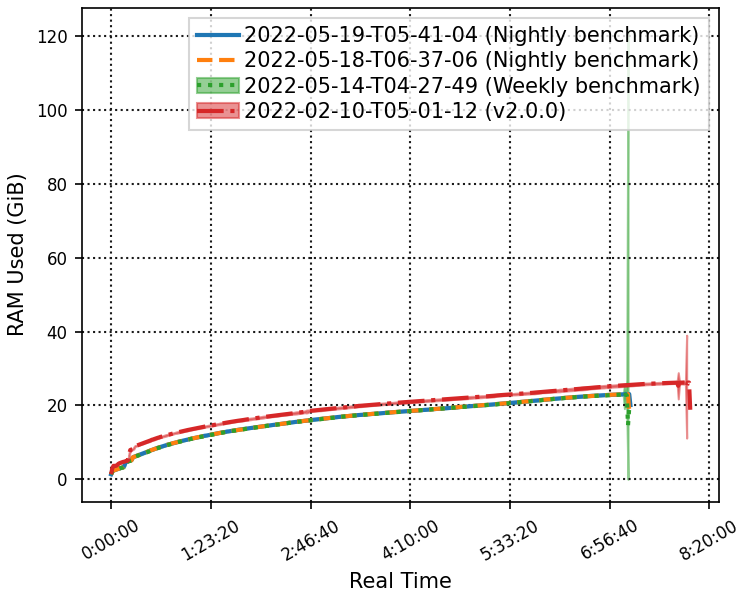 2022-05-19-T05-41-04 (Nightly benchmark)
2022-05-18-T06-37-06 (Nightly benchmark)
2022-05-14-T04-27-49 (Weekly benchmark)
2022-02-10-T05-01-12 (v2.0.0)
RAM Used (GiB)
120
100
80
60
40
20
0
0:00:00
1:23:20
2:46:40
4:10:00
5:33:20
6:56:40
8:20:00
Real Time